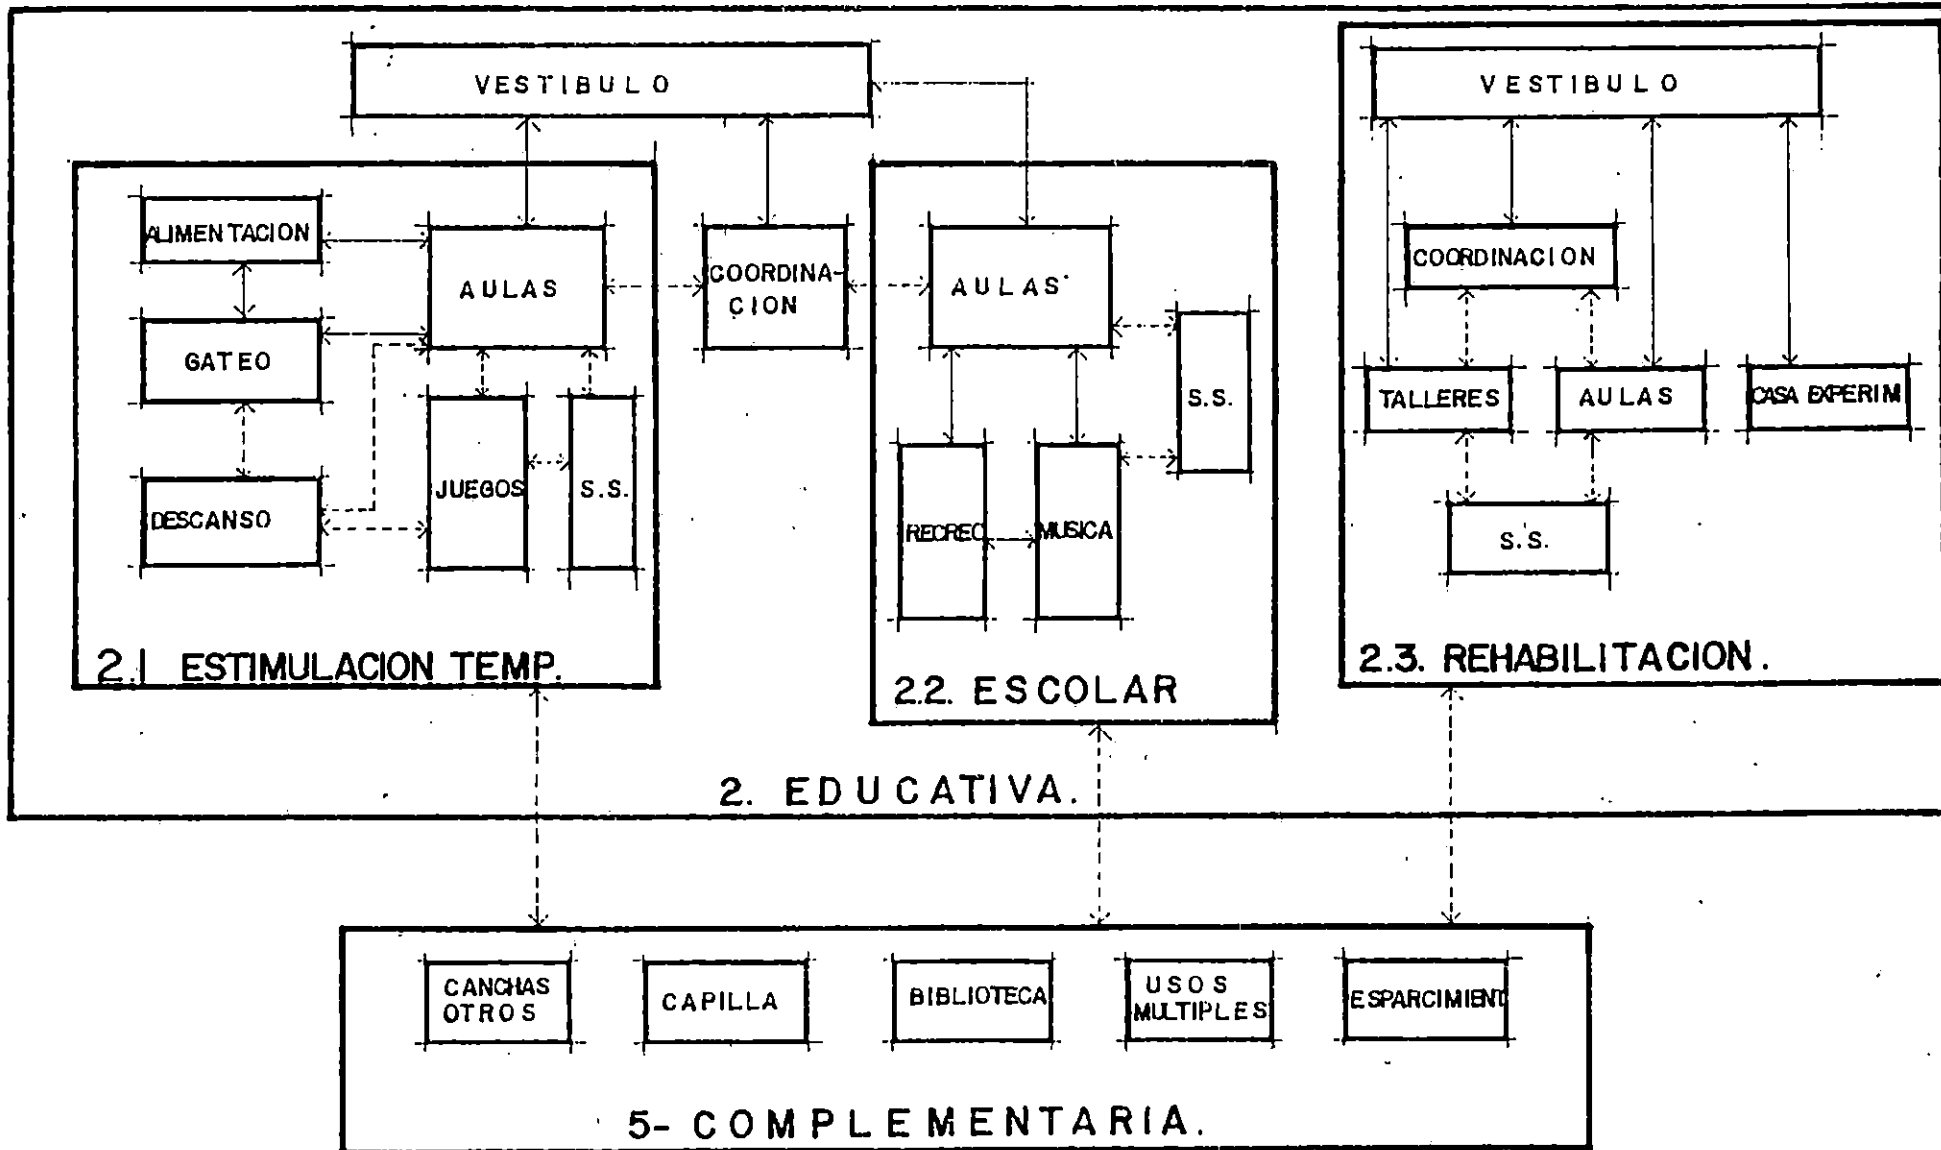 VESTIBULO
VESTIBULO
ALIMENTACION
AULAS
COORDINA-
CION
AULAS
COORDINACION
GATEO
S.S.
TALLERES
AULAS
CASA EXPERIM
DESCANSO
JUEGOS
S.S.
RECREO
MUSICA
S.S.
2.1 ESTIMULACION TEMP.
2.2. ESCOLAR
2.3. REHABILITACION.
2. EDUCATIVA.
CANCHAS
OTROS
CAPILLA
BIBLIOTECA
USOS
MULTIPLES
ESPARCIMIENT
5- COMPLEMENTARIA.